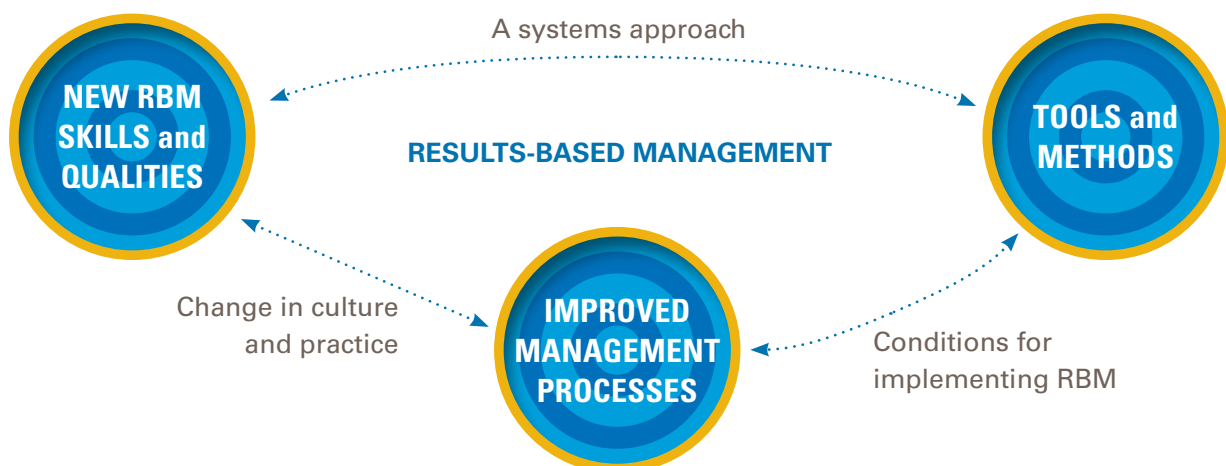 A systems approach
NEW RBM
SKILLS and
QUALITIES
TOOLS and
METHODS
RESULTS-BASED MANAGEMENT
Change in culture
and practice
IMPROVED
MANAGEMENT
PROCESSES
Conditions for
implementing RBM